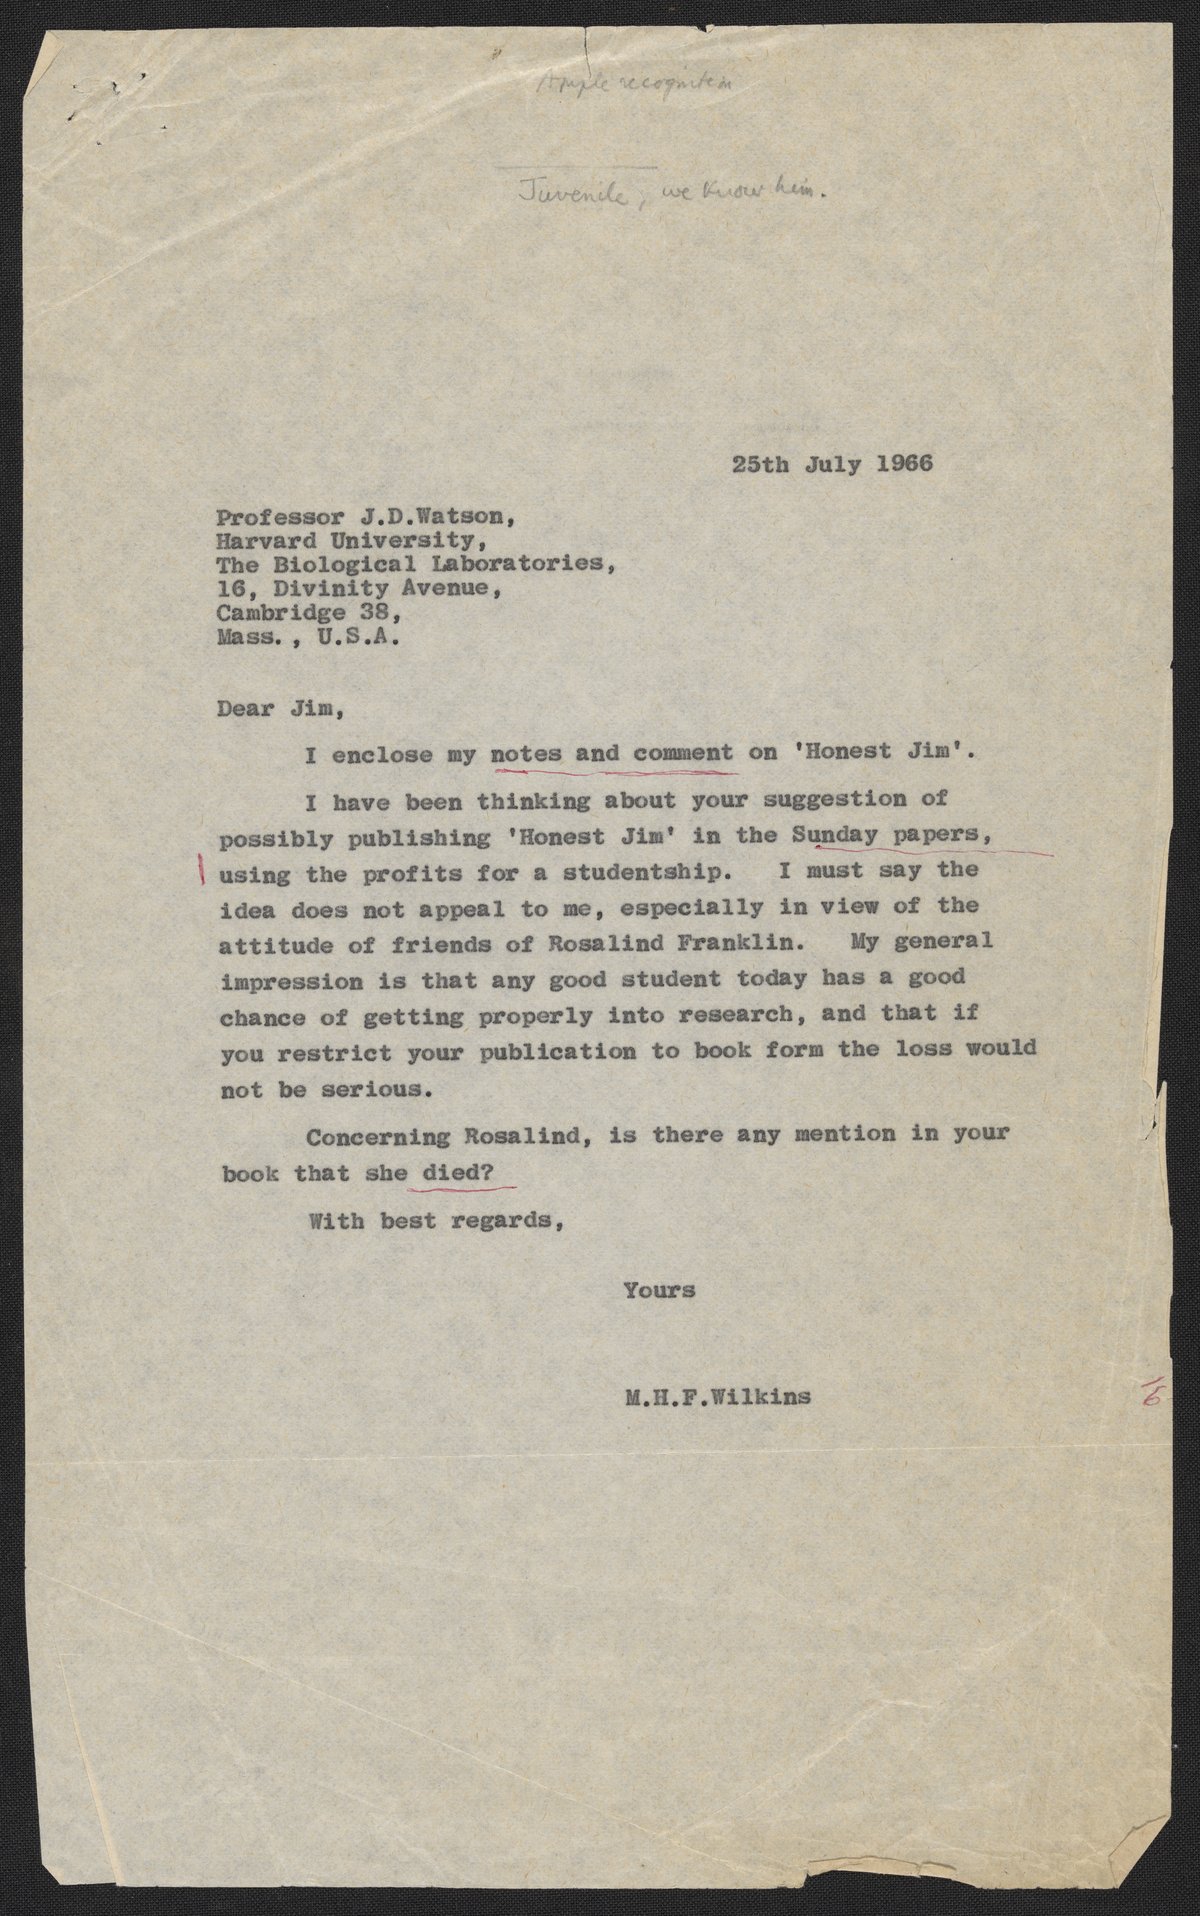 Ample recognition
Juvenile, we know him.
25th July 1966
Professor J.D.Watson,
Harvard University,
The Biological Laboratories,
16, Divinity Avenue,
Cambridge 38,
Mass., U.S.A.
Dear Jim,
I enclose my notes and comment on 'Honest Jim'.
I have been thinking about your suggestion of
possibly publishing 'Honest Jim' in the Sunday papers,
using the profits for a studentship. I must say the
idea does not appeal to me, especially in view of the
attitude of friends of Rosalind Franklin. My general
impression is that any good student today has a good
chance of getting properly into research, and that if
you restrict your publication to book form the loss would
not be serious.
Concerning Rosalind, is there any mention in your
book that she died?
With best regards,
Yours
M.H.F.Wilkins